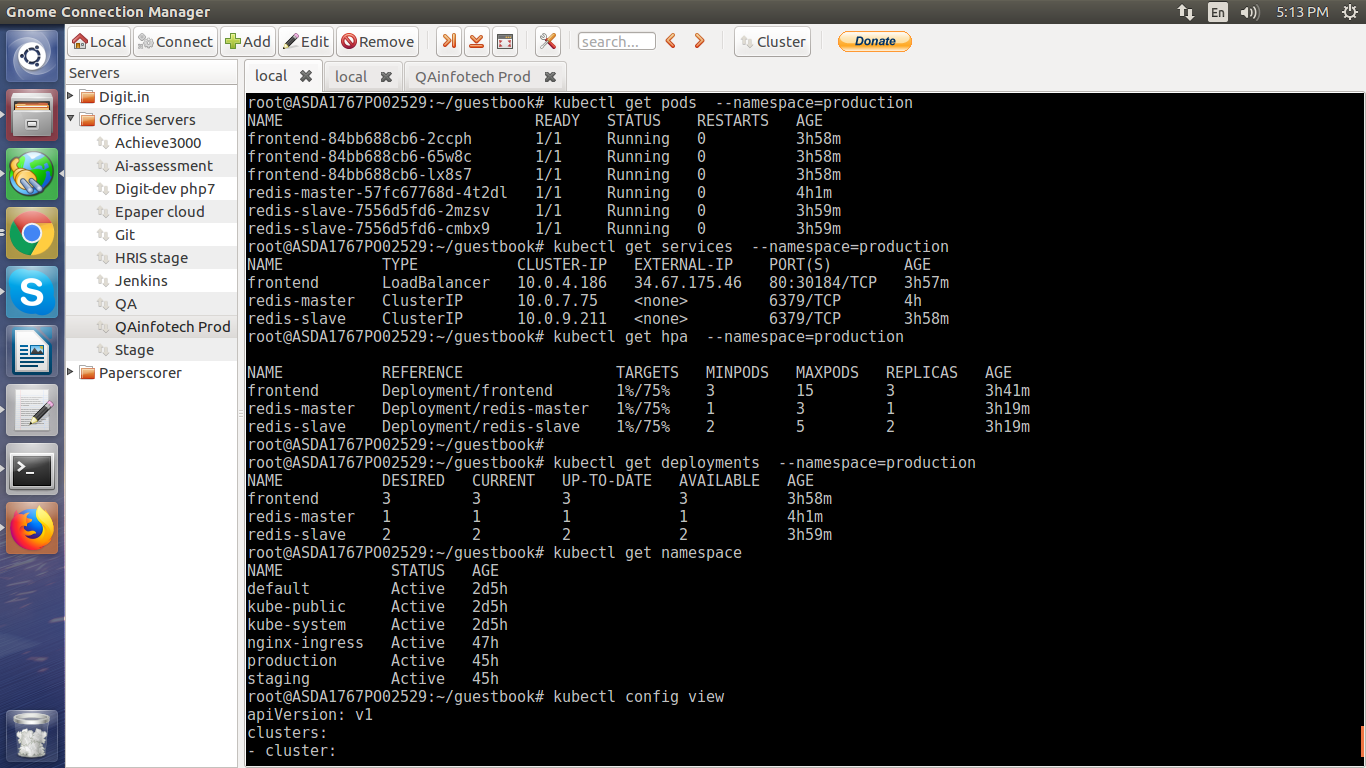 Gnome Connection Manager
En
5:13 PM
Local
Connect
Add
Edit
Remove
search...
Cluster
Donate
Servers
Digit.in
Office Servers
Achieve3000
Ai-assessment
Digit-dev php7
Epaper cloud
Git
HRIS stage
Jenkins
QA
QAinfotech Prod
Stage
Paperscorer
local
local
QAinfotech Prod
root@ASDA1767PO02529:~/guestbook# kubectl get pods  --namespace=production
NAME                            READY   STATUS    RESTARTS   AGE
frontend-84bb688cb6-2ccph       1/1     Running   0          3h58m
frontend-84bb688cb6-65w8c       1/1     Running   0          3h58m
frontend-84bb688cb6-lx8s7       1/1     Running   0          3h58m
redis-master-57fc67768d-4t2dl   1/1     Running   0          4h1m
redis-slave-7556d5fd6-2mzsv     1/1     Running   0          3h59m
redis-slave-7556d5fd6-cmbx9     1/1     Running   0          3h59m
root@ASDA1767PO02529:~/guestbook# kubectl get services  --namespace=production
NAME           TYPE           CLUSTER-IP   EXTERNAL-IP    PORT(S)        AGE
frontend       LoadBalancer   10.0.4.186   34.67.175.46   80:30184/TCP   3h57m
redis-master   ClusterIP      10.0.7.75    <none>         6379/TCP       4h
redis-slave    ClusterIP      10.0.9.211   <none>         6379/TCP       3h58m
root@ASDA1767PO02529:~/guestbook# kubectl get hpa  --namespace=production
NAME           REFERENCE                 TARGETS   MINPODS   MAXPODS   REPLICAS   AGE
frontend       Deployment/frontend       1%/75%    3         15        3          3h41m
redis-master   Deployment/redis-master   1%/75%    1         3         1          3h19m
redis-slave    Deployment/redis-slave    1%/75%    2         5         2          3h19m
root@ASDA1767PO02529:~/guestbook#
root@ASDA1767PO02529:~/guestbook# kubectl get deployments  --namespace=production
NAME           DESIRED   CURRENT   UP-TO-DATE   AVAILABLE   AGE
frontend       3         3         3            3           3h58m
redis-master   1         1         1            1           4h1m
redis-slave    2         2         2            2           3h59m
root@ASDA1767PO02529:~/guestbook# kubectl get namespace
NAME            STATUS   AGE
default         Active   2d5h
kube-public     Active   2d5h
kube-system     Active   2d5h
nginx-ingress   Active   47h
production      Active   45h
staging         Active   45h
root@ASDA1767PO02529:~/guestbook# kubectl config view
apiVersion: v1
clusters:
- cluster: